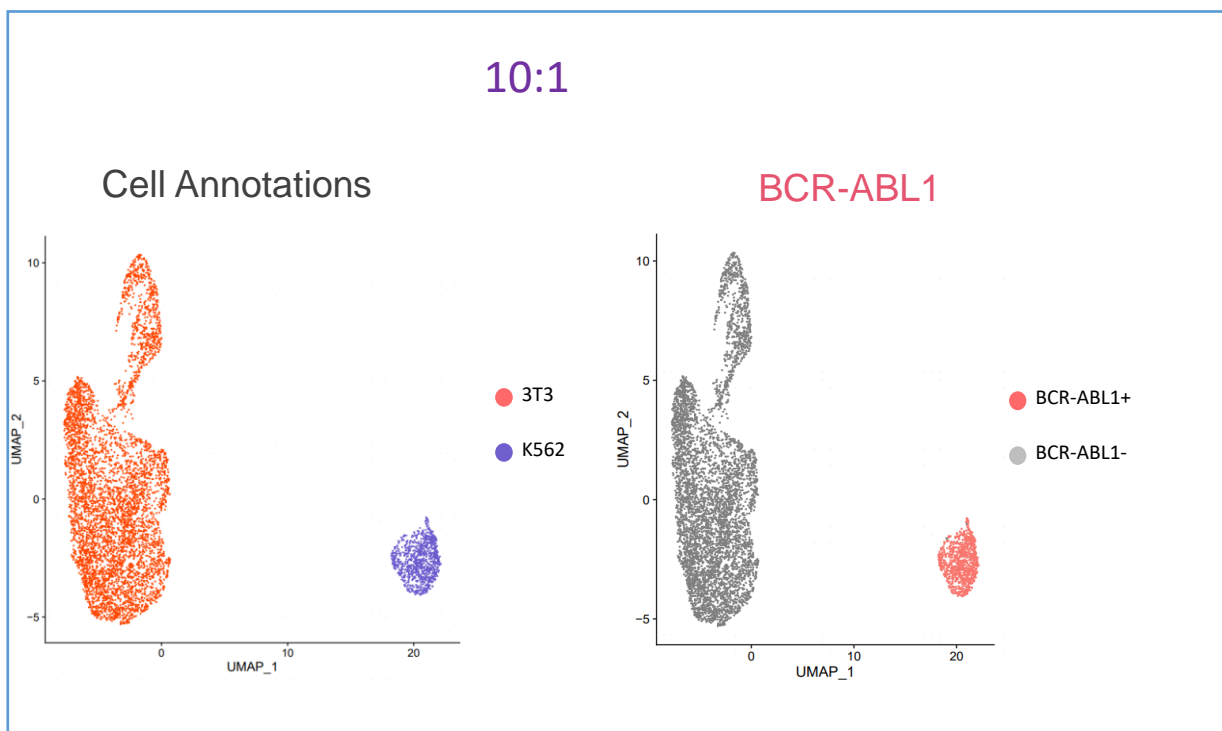 10:1
Cell Annotations
10
5
0
−5
UMAP_2
0
10
20
UMAP_1
3T3
K562
BCR-ABL1
10
5
0
−5
UMAP_2
0
10
20
UMAP_1
BCR-ABL1+
BCR-ABL1-